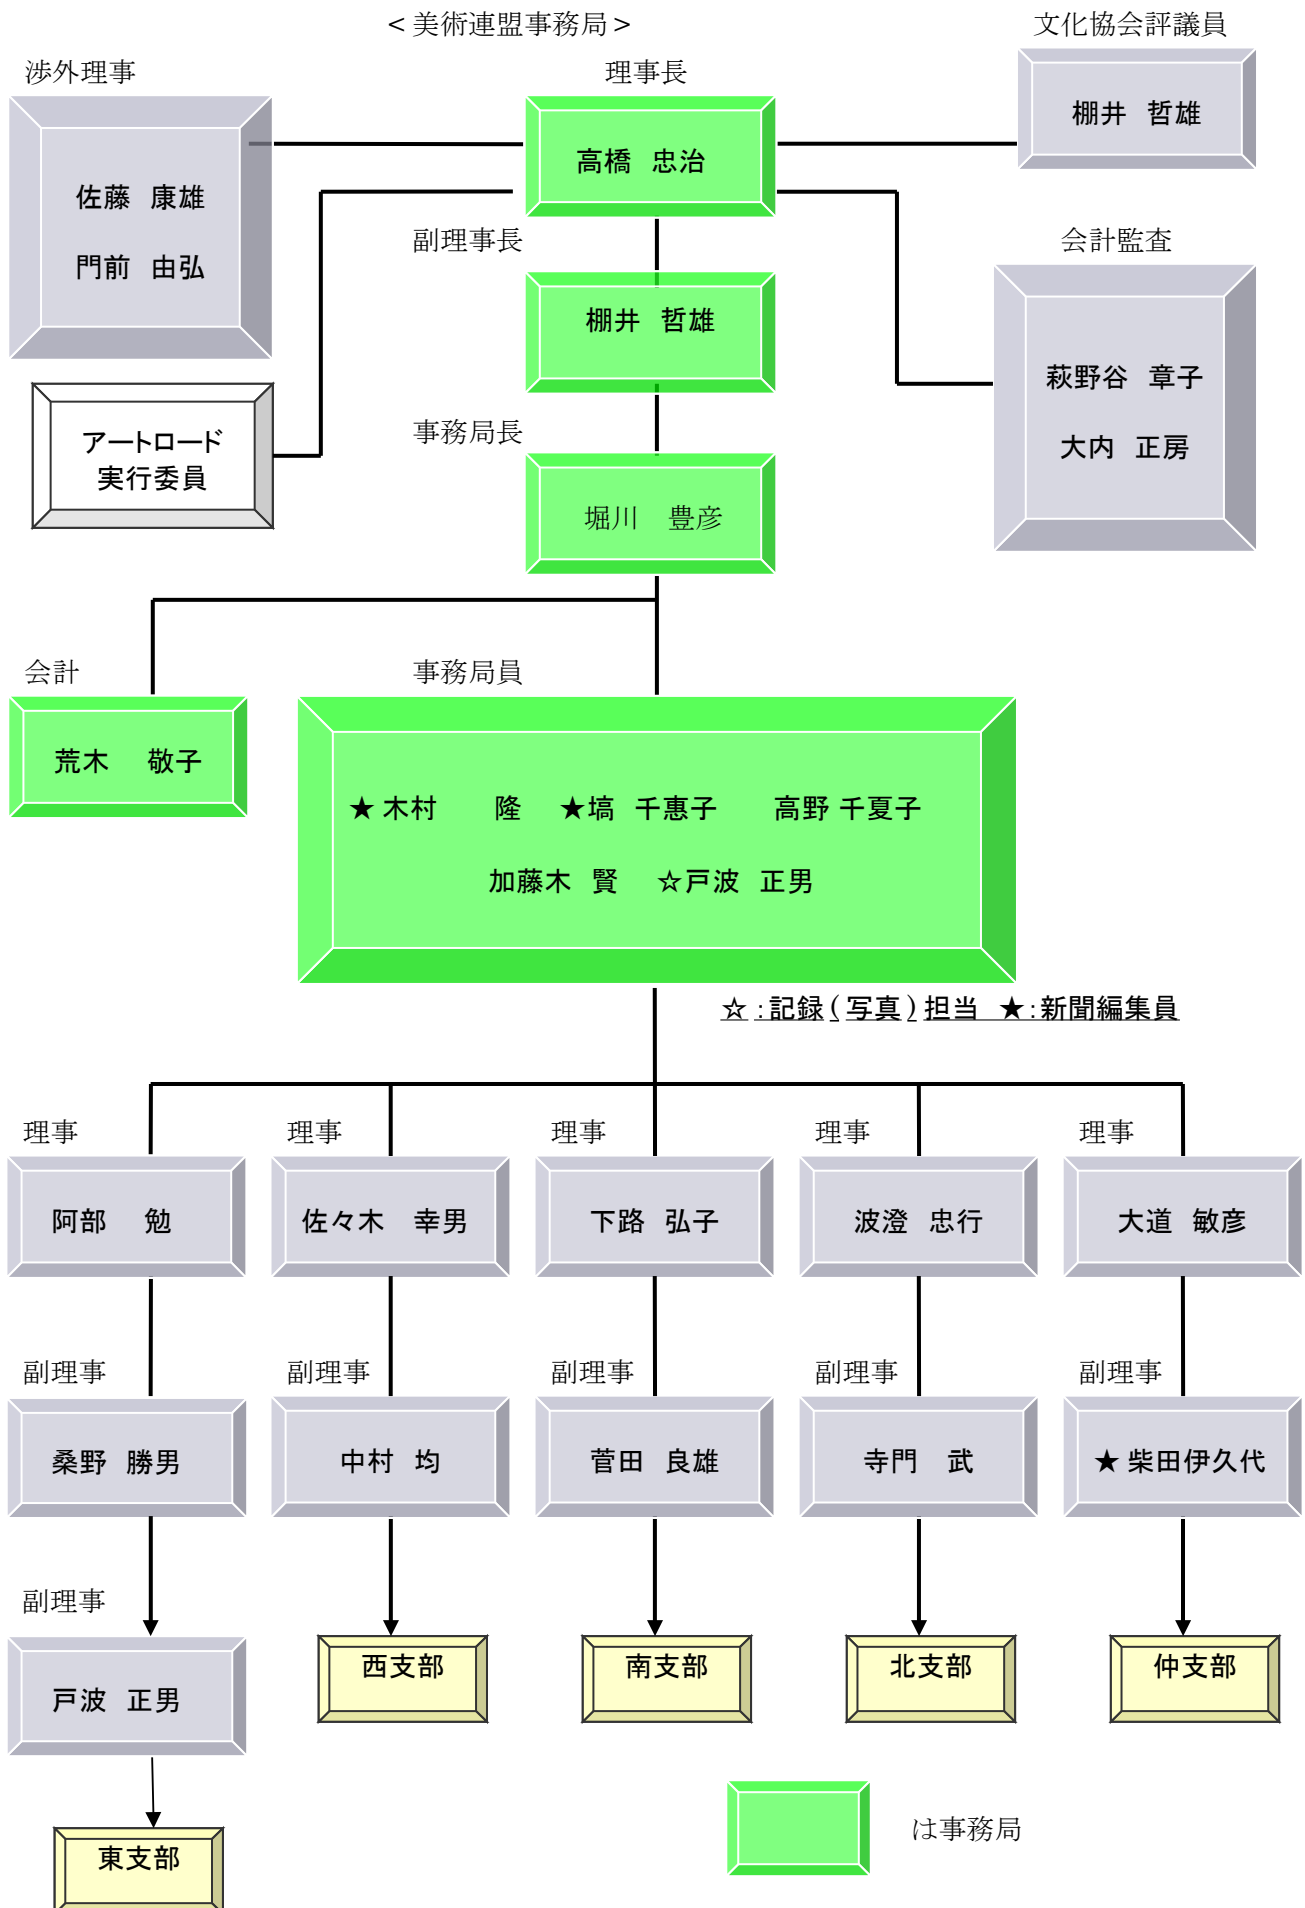 ＜美術連盟事務局＞
文化協会評議員
渉外理事
理事長
棚井 哲雄
高橋 忠治
佐藤 康雄
門前 由弘
副理事長
会計監査
棚井 哲雄
萩野谷 章子
大内 正房
アートロード
実行委員
事務局長
堀川 豊彦
会計
事務局員
荒木 敬子
★木村 隆 ★塙 千惠子 高野 千夏子
加藤木 賢 ☆戸波 正男
☆:記録(写真)担当 ★:新聞編集員
理事 理事 理事 理事 理事
阿部 勉 佐々木 幸男 下路 弘子 波澄 忠行 大道 敏彦
副理事 副理事 副理事 副理事 副理事
桑野 勝男 中村 均 菅田 良雄 寺門 武 ★柴田伊久代
副理事
戸波 正男
西支部 南支部 北支部 仲支部
は事務局
東支部